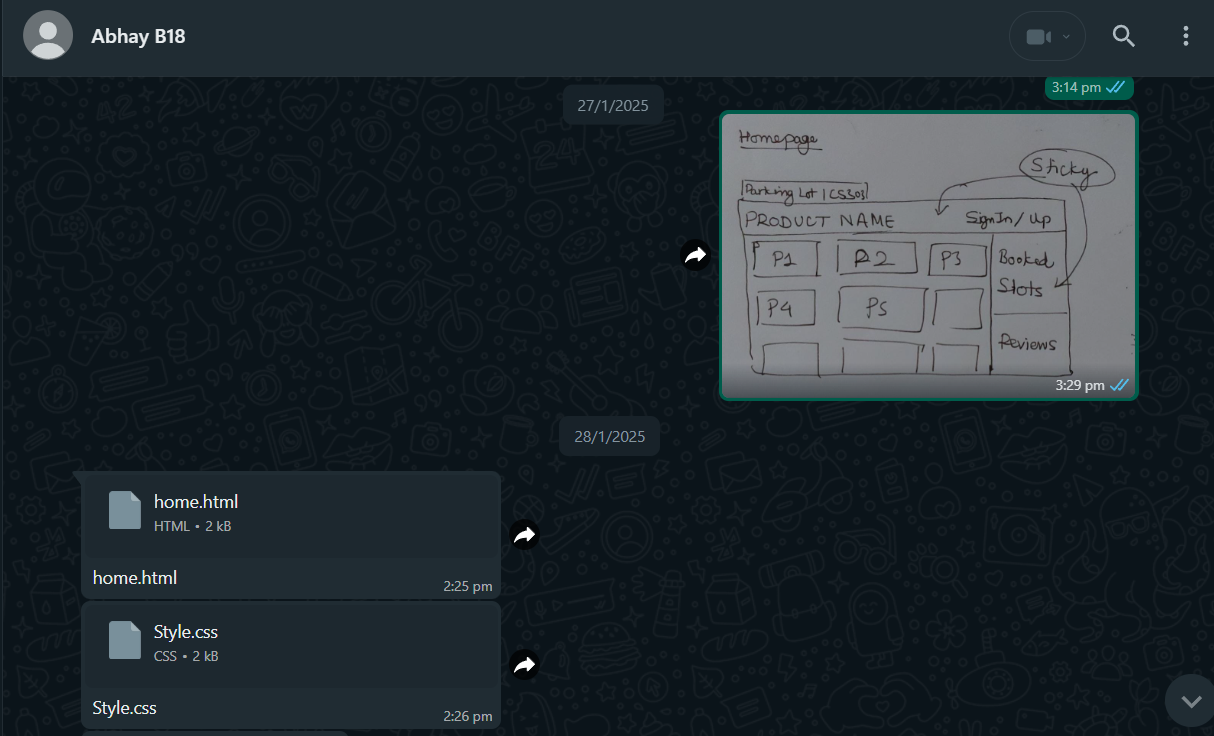 Abhay B18
3:14 pm
27/1/2025
Homepage
Sticky
Parking Lot | CS303
PRODUCT NAME
SignIn/Up
P1
P2
P3
Booked
Slots
P4
P5
Reviews
3:29 pm
28/1/2025
home.html
HTML • 2 kB
home.html
2:25 pm
Style.css
CSS • 2 kB
Style.css
2:26 pm